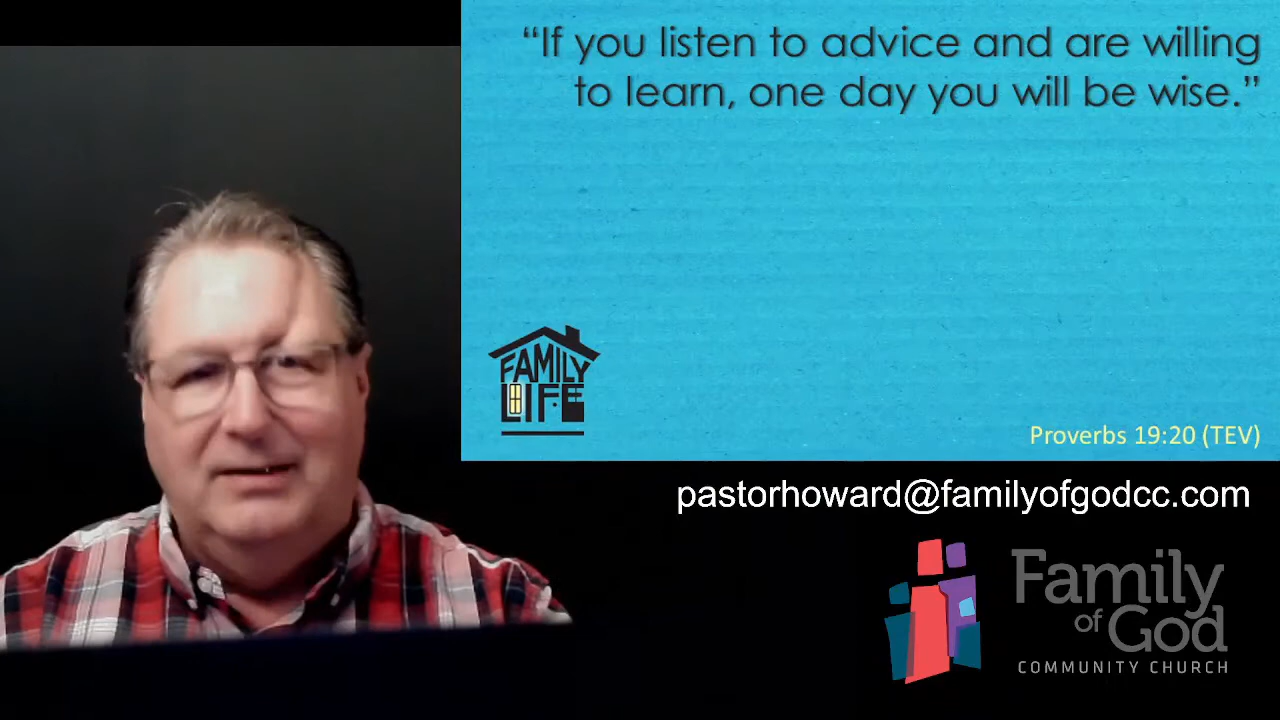 “If you listen to advice and are willing
to learn, one day you will be wise.”
FAMILY
LIFE
Proverbs 19:20 (TEV)
pastorhoward@familyofgodcc.com
Family
of
God
COMMUNITY CHURCH